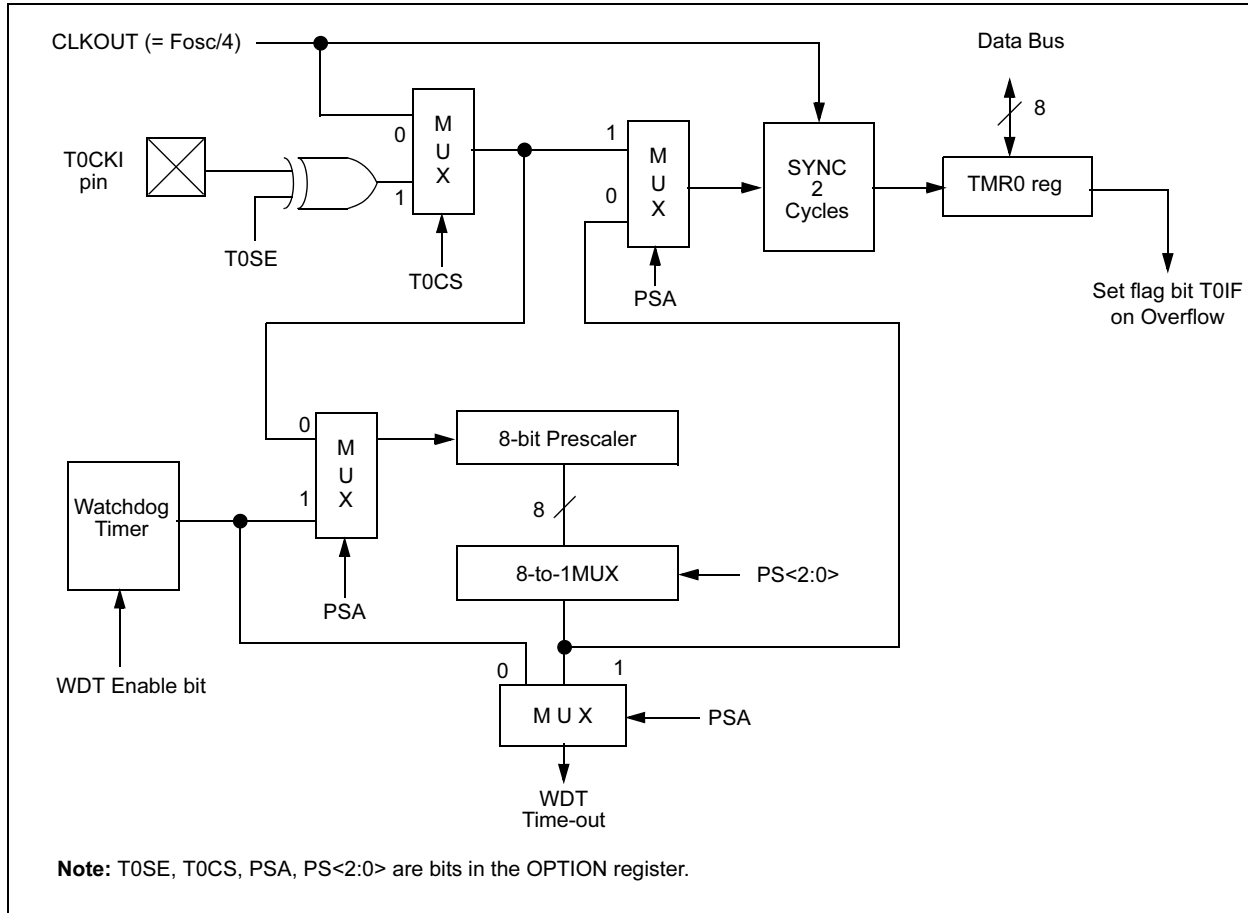 CLKOUT (= Fosc/4)
Data Bus
8
T0CKI
pin
T0SE
0
1
M
U
X
T0CS
1
0
M
U
X
PSA
SYNC
2
Cycles
TMR0 reg
Set flag bit T0IF
on Overflow
0
1
M
U
X
PSA
8-bit Prescaler
8
8-to-1MUX
PS<2:0>
Watchdog
Timer
WDT Enable bit
0
1
M U X
PSA
WDT
Time-out
Note: T0SE, T0CS, PSA, PS<2:0> are bits in the OPTION register.